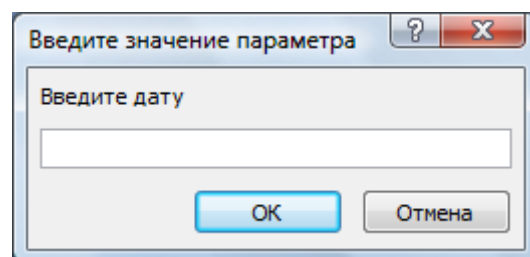 Введите значение параметра
Введите дату
ОК
Отмена